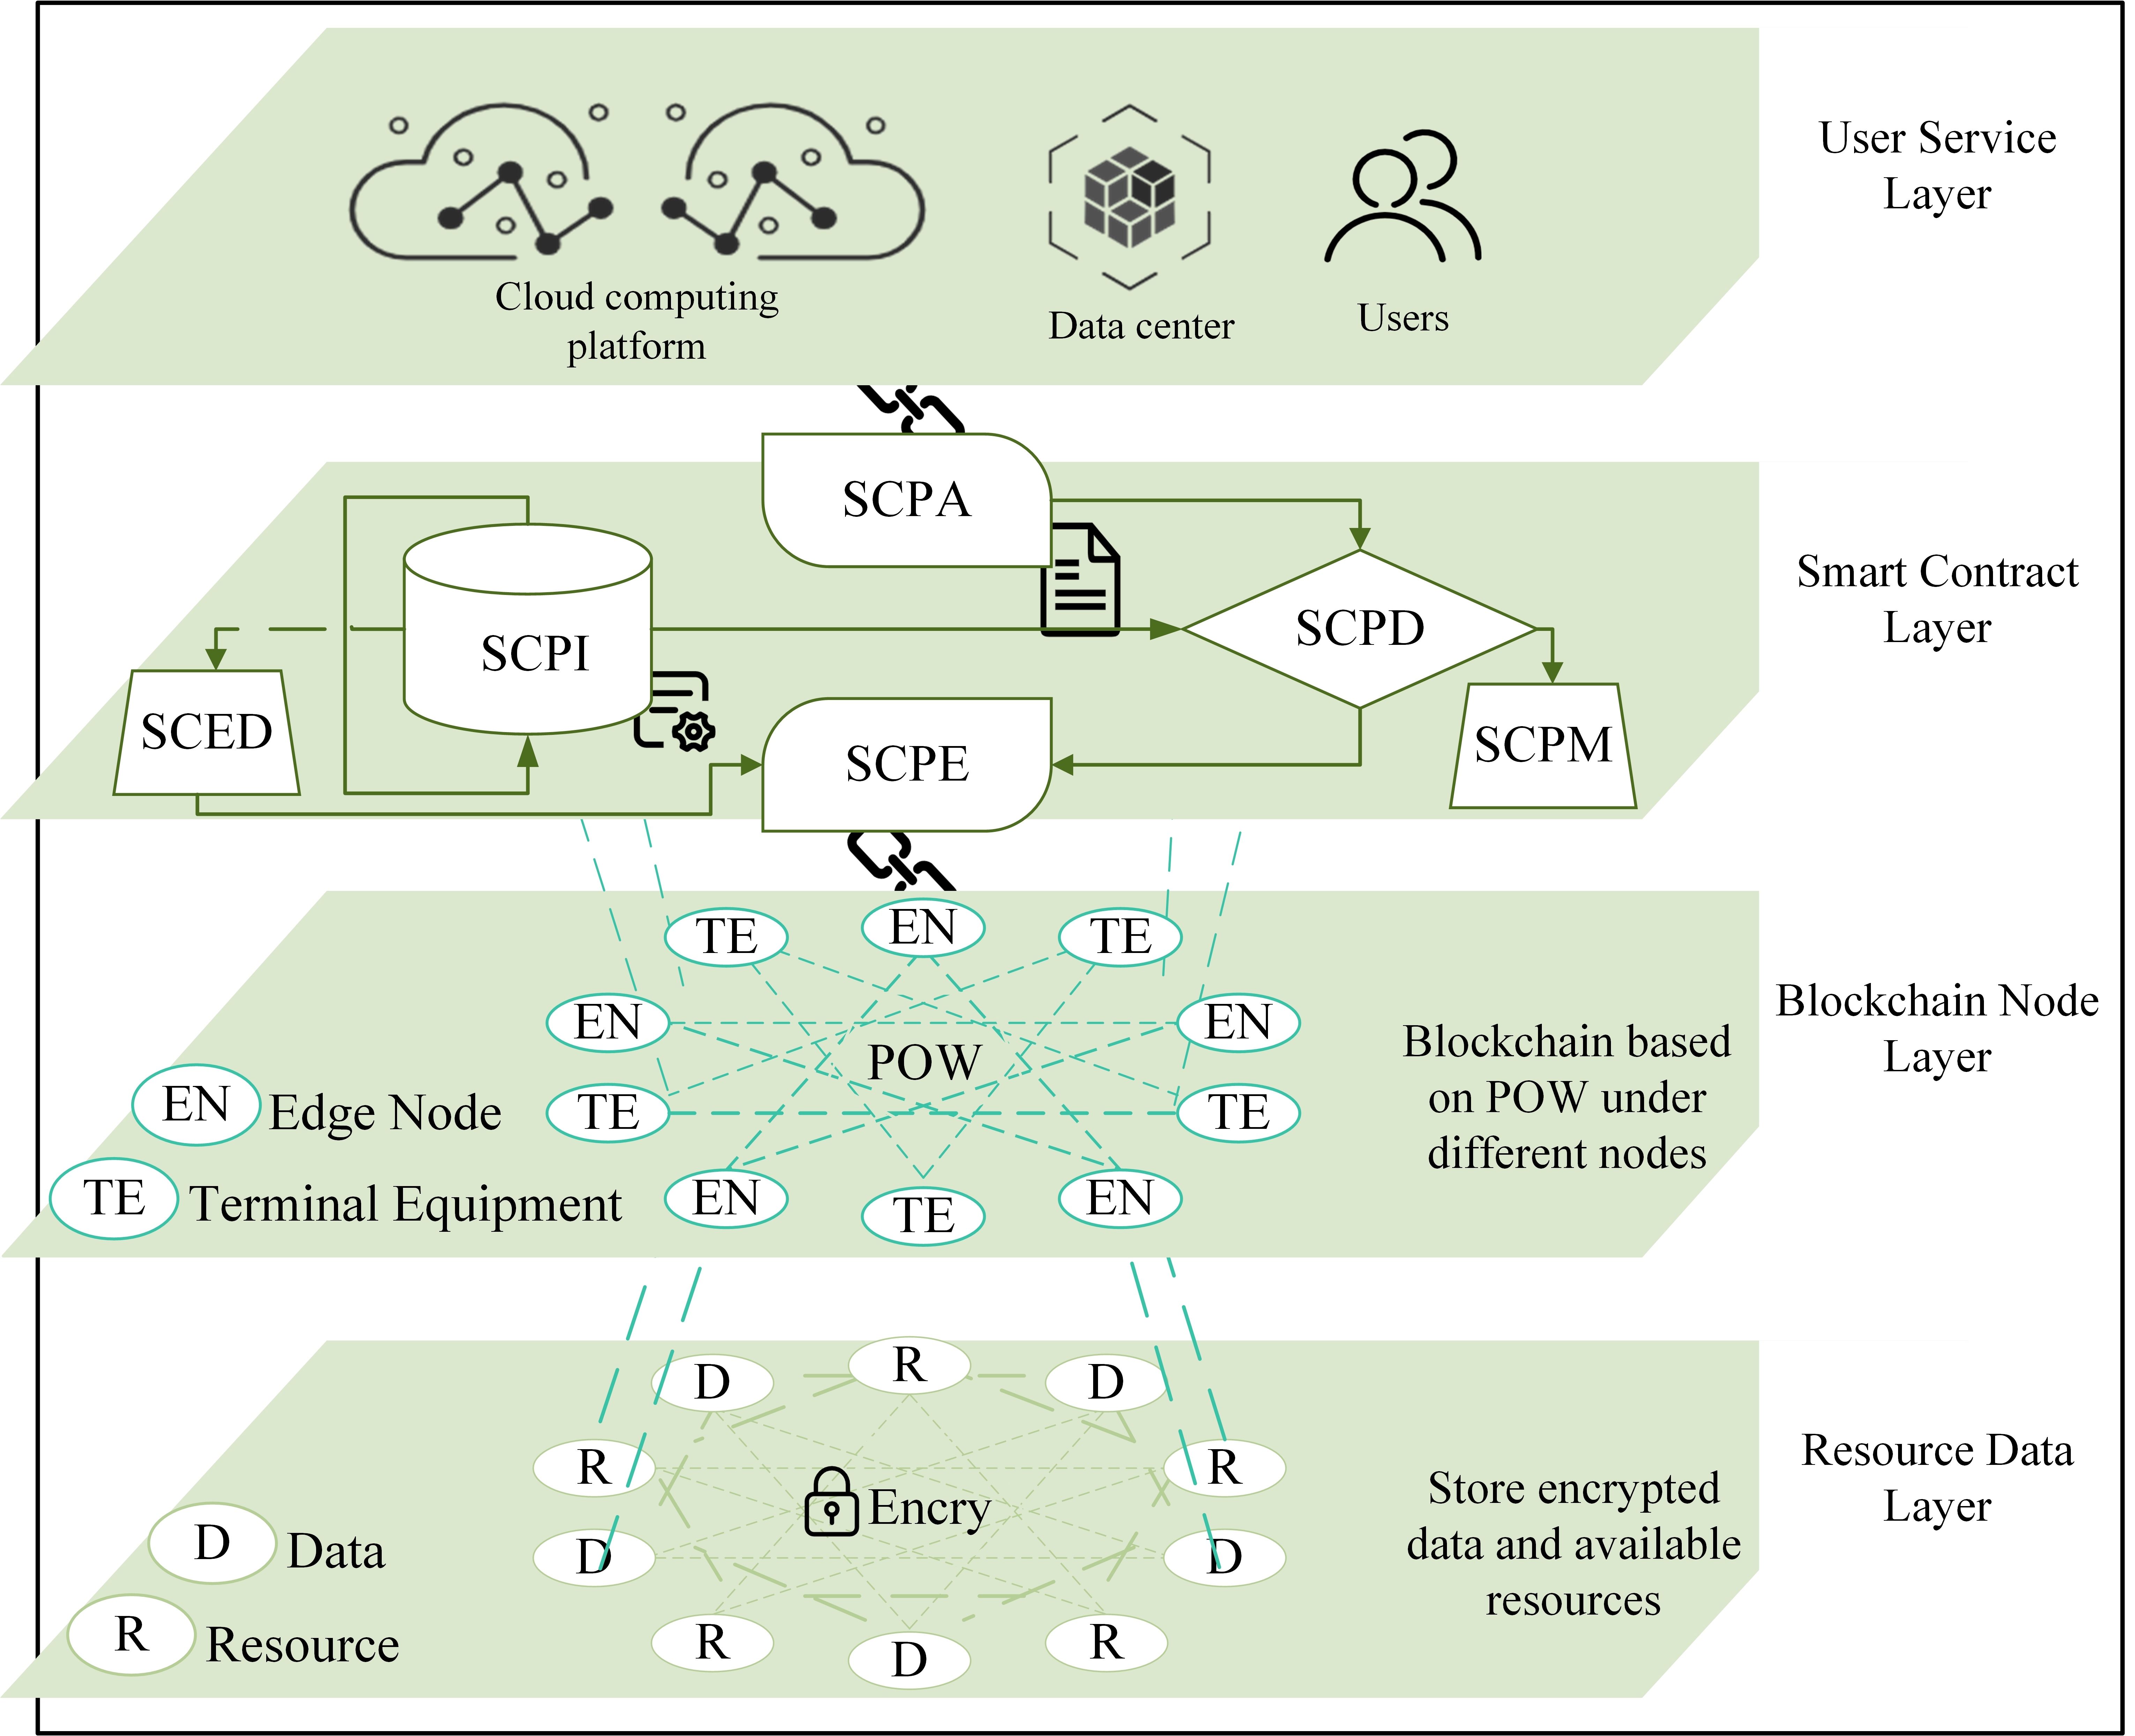 User Service
Layer
Cloud computing
platform
Data center
Users
SCPA
SCPI
SCPD
SCED
SCPE
SCPM
Smart Contract
Layer
TE
EN
TE
EN
EN
POW
TE
TE
EN
TE
EN
EN
Edge Node
TE
Terminal Equipment
Blockchain based
on POW under
different nodes
Blockchain Node
Layer
D
R
D
R
R
Encry
D
D
R
D
R
D
Data
R
Resource
Store encrypted
data and available
resources
Resource Data
Layer